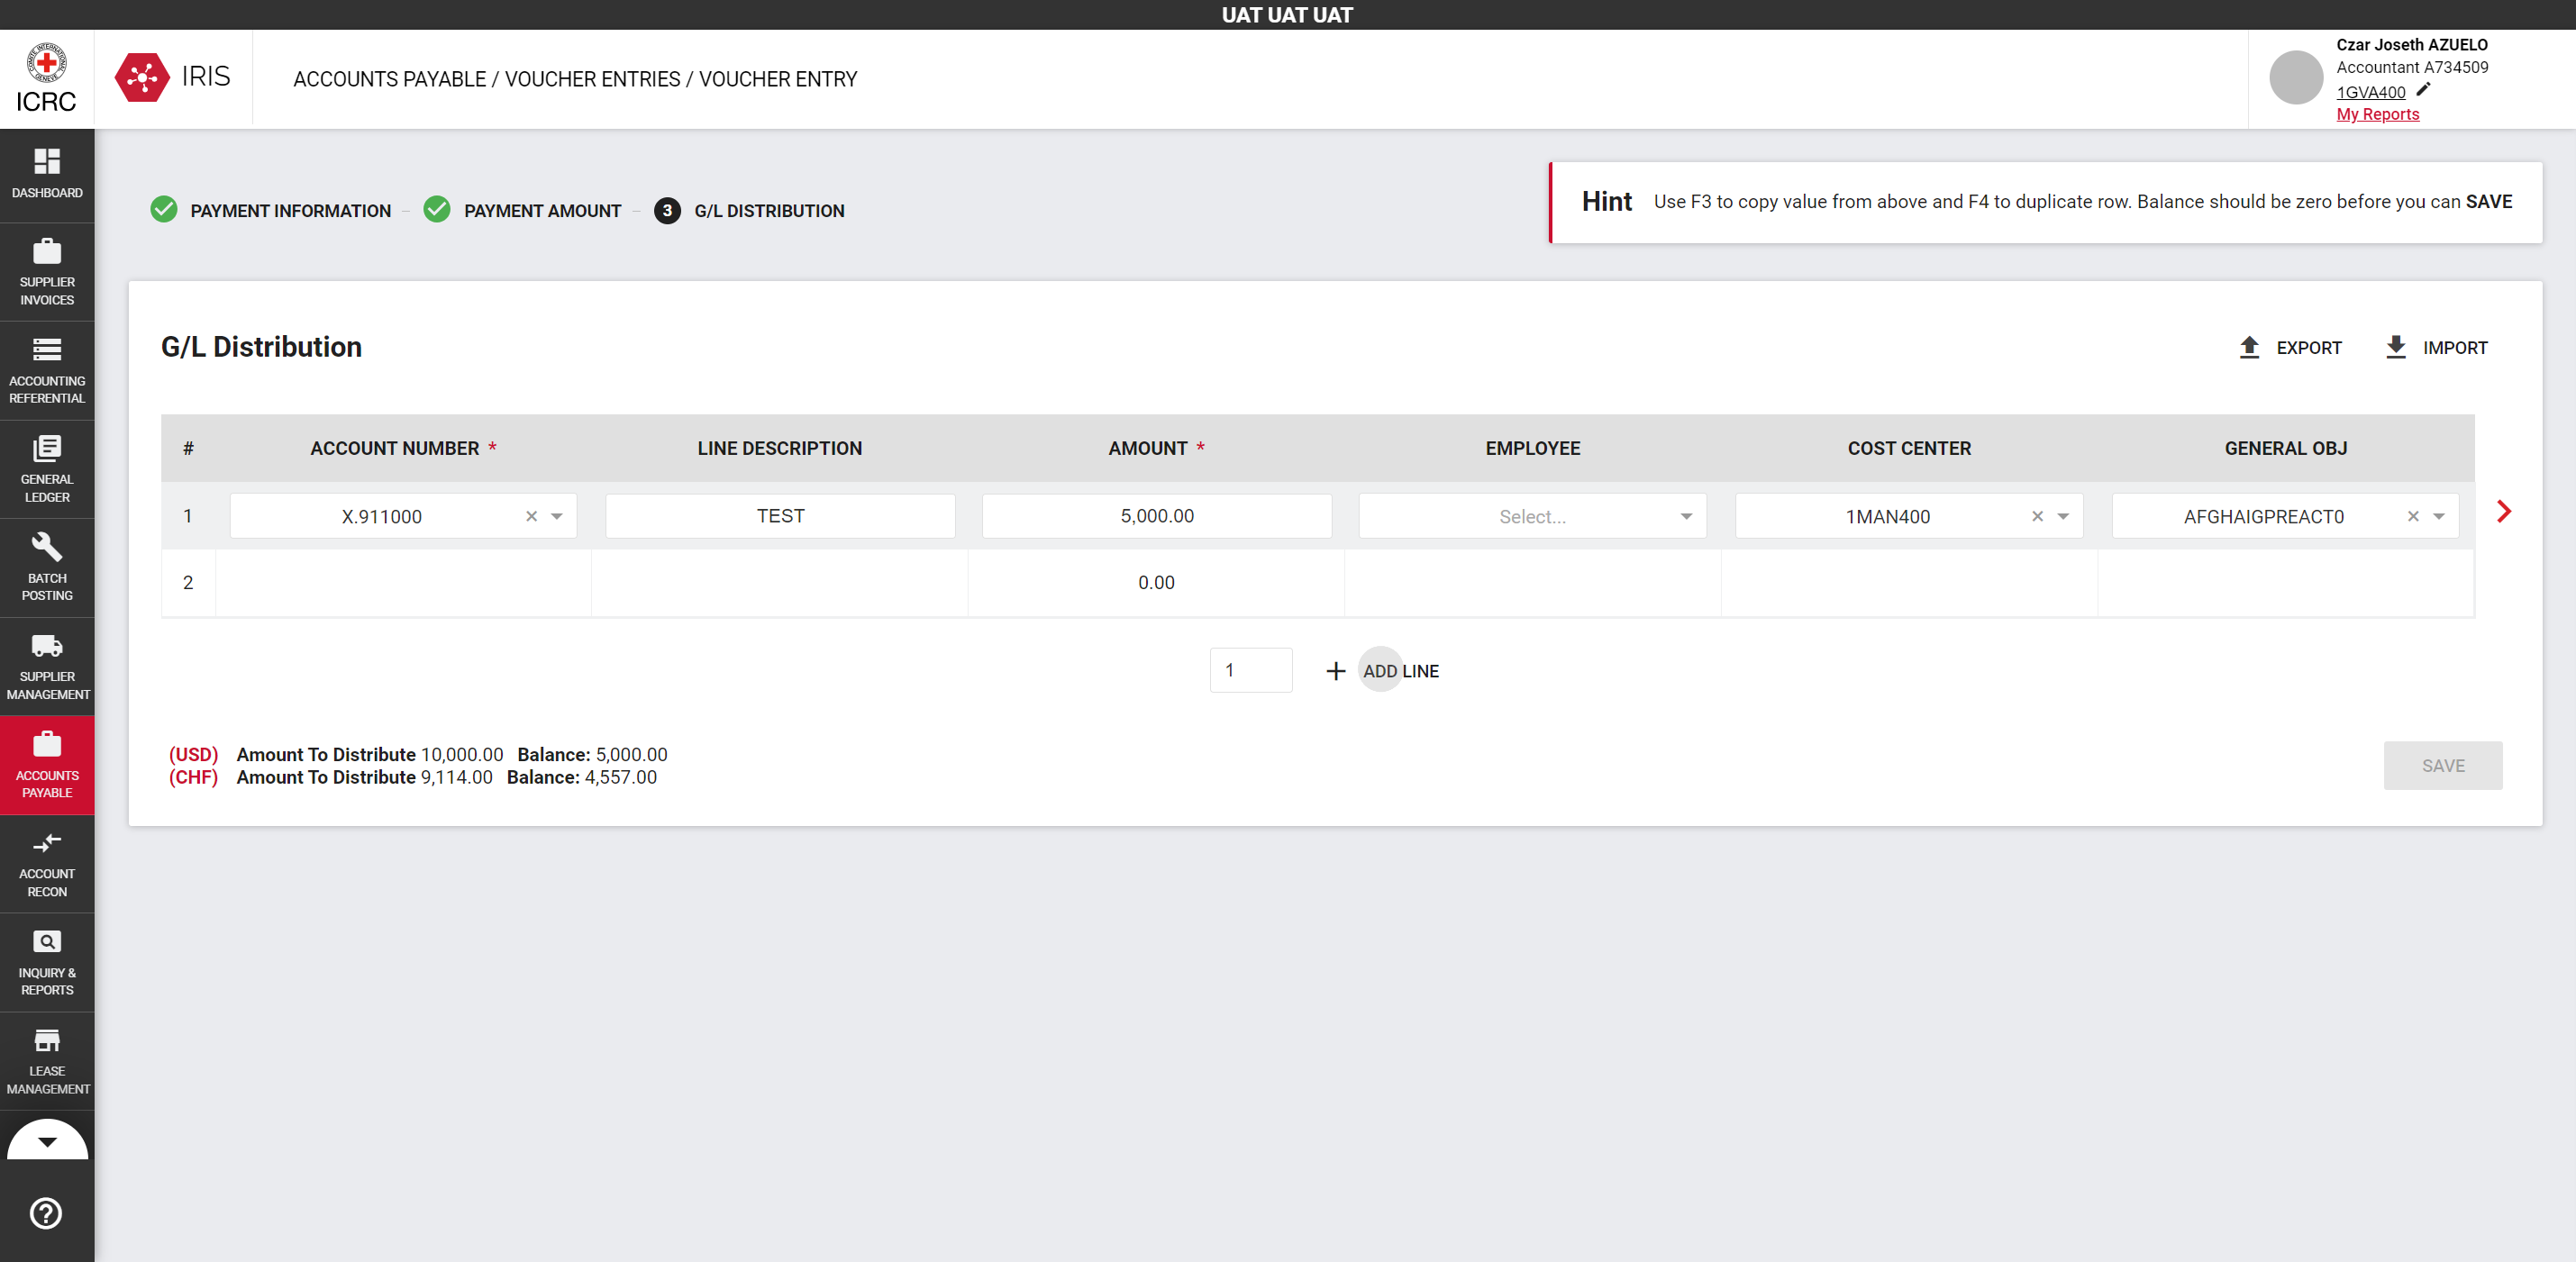 UAT UAT UAT
ICRC
IRIS
ACCOUNTS PAYABLE / VOUCHER ENTRIES / VOUCHER ENTRY
Czar Joseth AZUELO
Accountant A734509
1GVA400
My Reports
DASHBOARD
SUPPLIER
INVOICES
ACCOUNTING
REFERENTIAL
GENERAL
LEDGER
BATCH
POSTING
SUPPLIER
MANAGEMENT
ACCOUNTS
PAYABLE
ACCOUNT
RECON
INQUIRY &
REPORTS
LEASE
MANAGEMENT
PAYMENT INFORMATION
PAYMENT AMOUNT
3 G/L DISTRIBUTION
Hint Use F3 to copy value from above and F4 to duplicate row. Balance should be zero before you can SAVE
G/L Distribution
EXPORT
IMPORT
# ACCOUNT NUMBER * LINE DESCRIPTION AMOUNT * EMPLOYEE COST CENTER GENERAL OBJ
1 X.911000 TEST 5,000.00 Select... 1MAN400 AFGHAIGPREACT0
2 0.00
1 ADD LINE
(USD) Amount To Distribute 10,000.00 Balance: 5,000.00
(CHF) Amount To Distribute 9,114.00 Balance: 4,557.00
SAVE